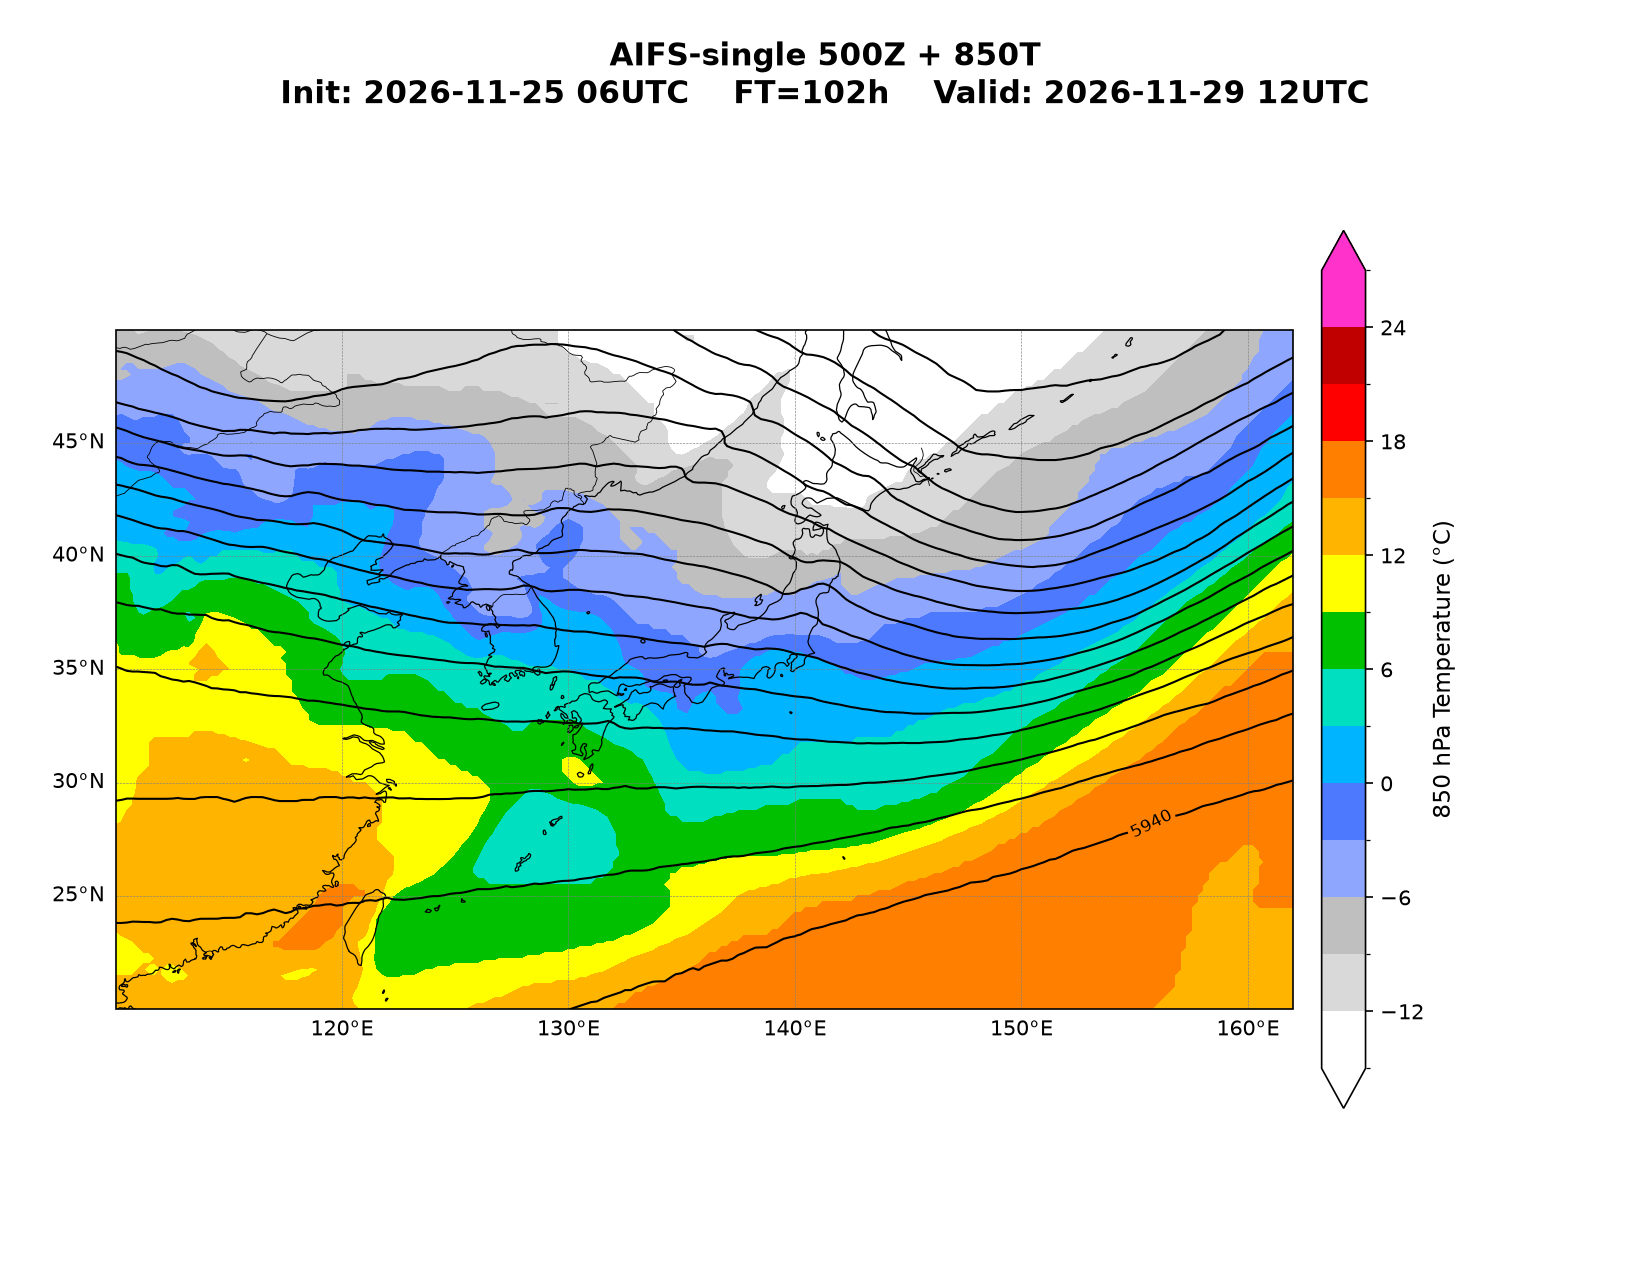 AIFS-single 500Z + 850T
Init: 2026-11-25 06UTC    FT=102h    Valid: 2026-11-29 12UTC
24
18
12
6
0
−6
−12
850 hPa Temperature (°C)
45°N
40°N
35°N
30°N
25°N
5940
120°E
130°E
140°E
150°E
160°E